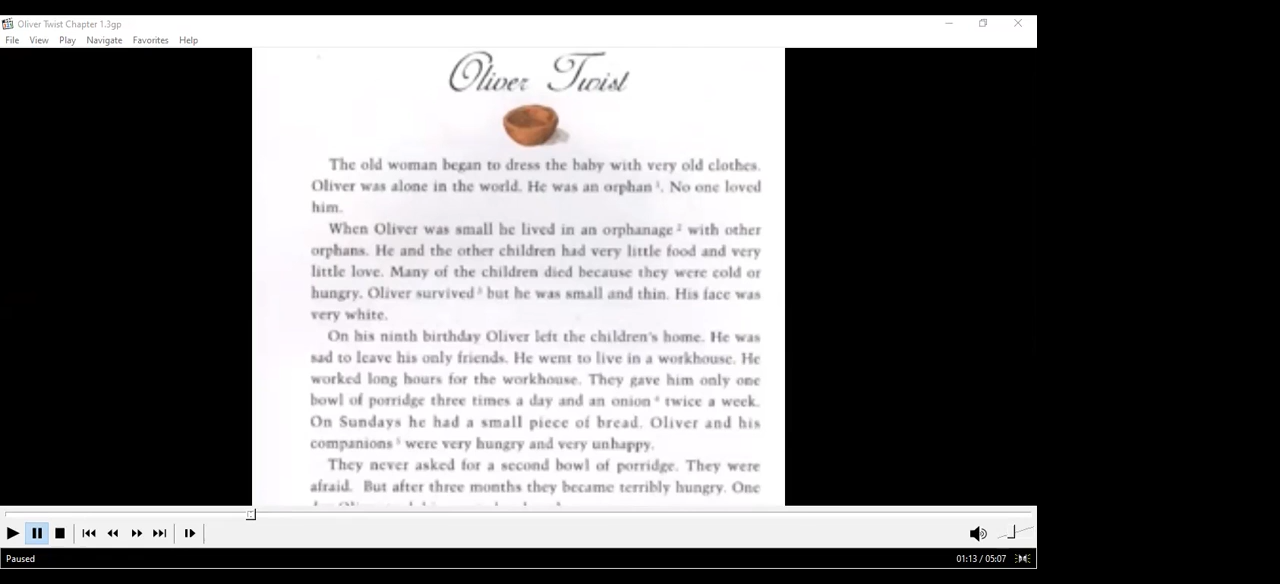 Oliver Twist Chapter 1.3gp
File View Play Navigate Favorites Help
Oliver Twist
The old woman began to dress the baby with very old clothes.
Oliver was alone in the world. He was an orphan ¹. No one loved
him.
When Oliver was small he lived in an orphanage ² with other
orphans. He and the other children had very little food and very
little love. Many of the children died because they were cold or
hungry. Oliver survived ³ but he was small and thin. His face was
very white.
On his ninth birthday Oliver left the children's home. He was
sad to leave his only friends. He went to live in a workhouse. He
worked long hours for the workhouse. They gave him only one
bowl of porridge three times a day and an onion ⁴ twice a week.
On Sundays he had a small piece of bread. Oliver and his
companions ⁵ were very hungry and very unhappy.
They never asked for a second bowl of porridge. They were
afraid. But after three months they became terribly hungry. One
Paused
01:13 / 05:07